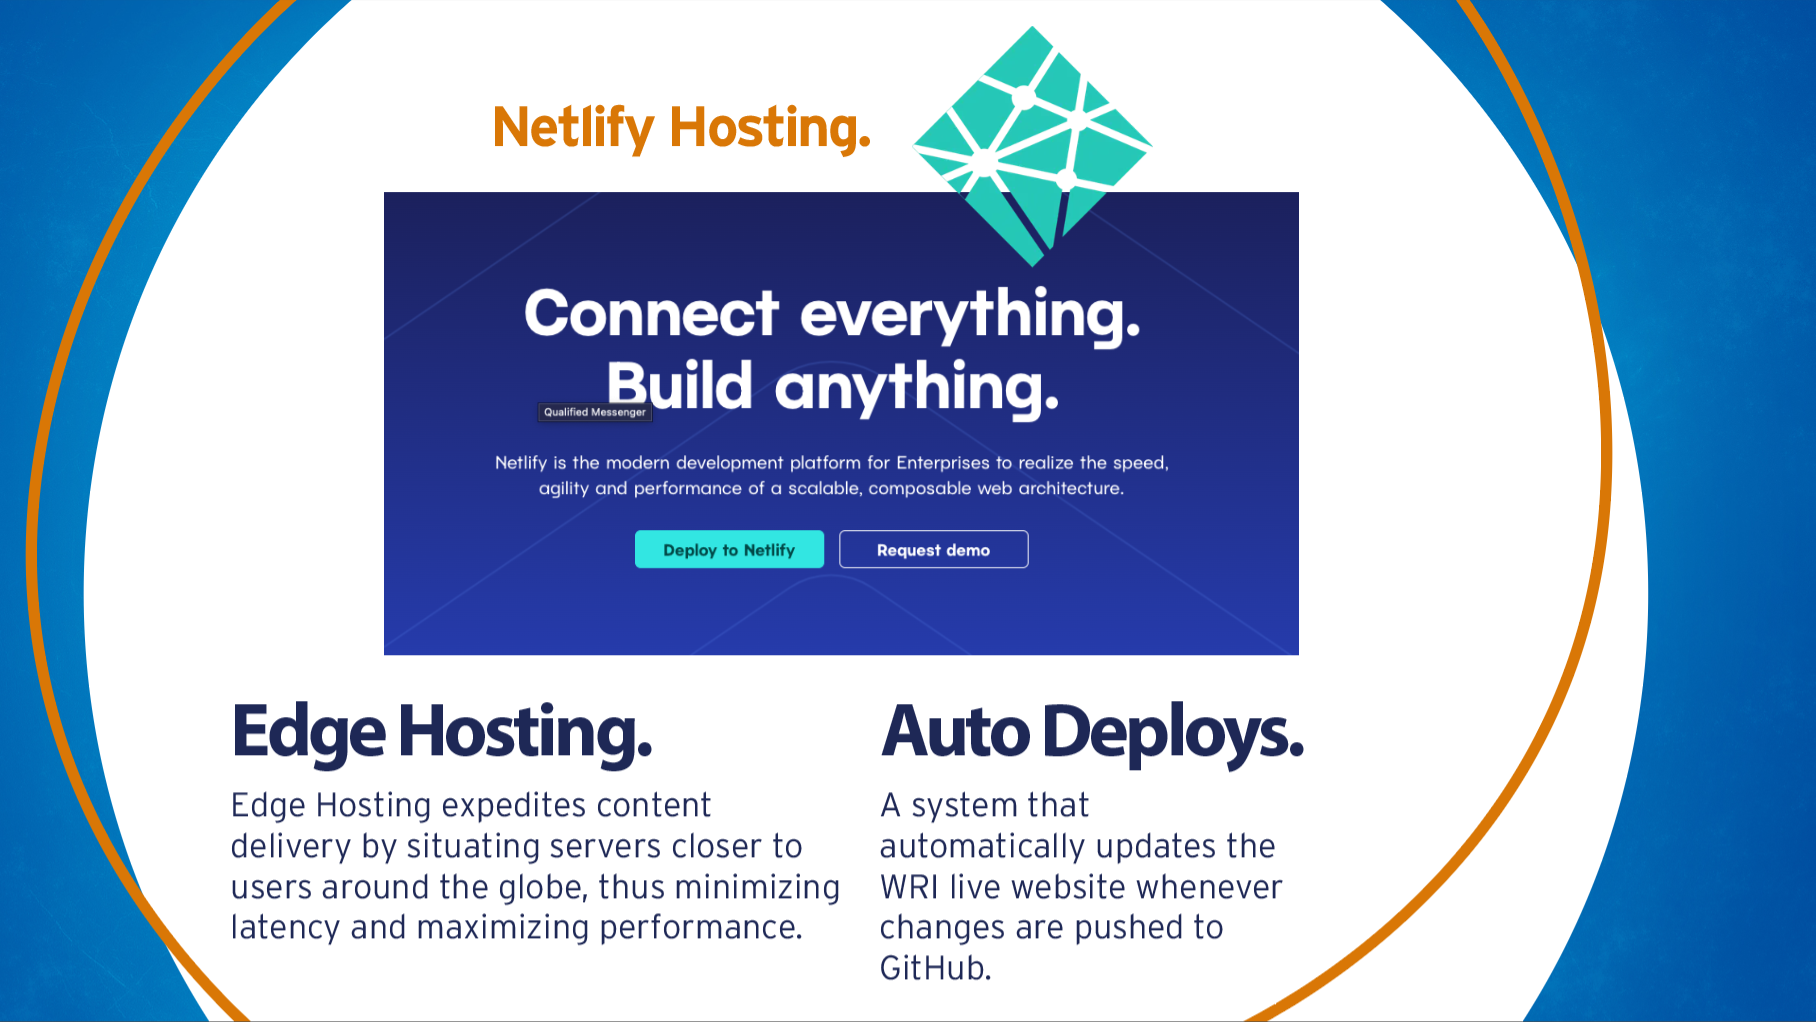 Netlify Hosting.
Connect everything.
Build anything.
Qualified Messenger
Netlify is the modern development platform for Enterprises to realize the speed,
agility and performance of a scalable, composable web architecture.
Deploy to Netlify
Request demo
Edge Hosting.
Edge Hosting expedites content
delivery by situating servers closer to
users around the globe, thus minimizing
latency and maximizing performance.
Auto Deploys.
A system that
automatically updates the
WRI live website whenever
changes are pushed to
GitHub.